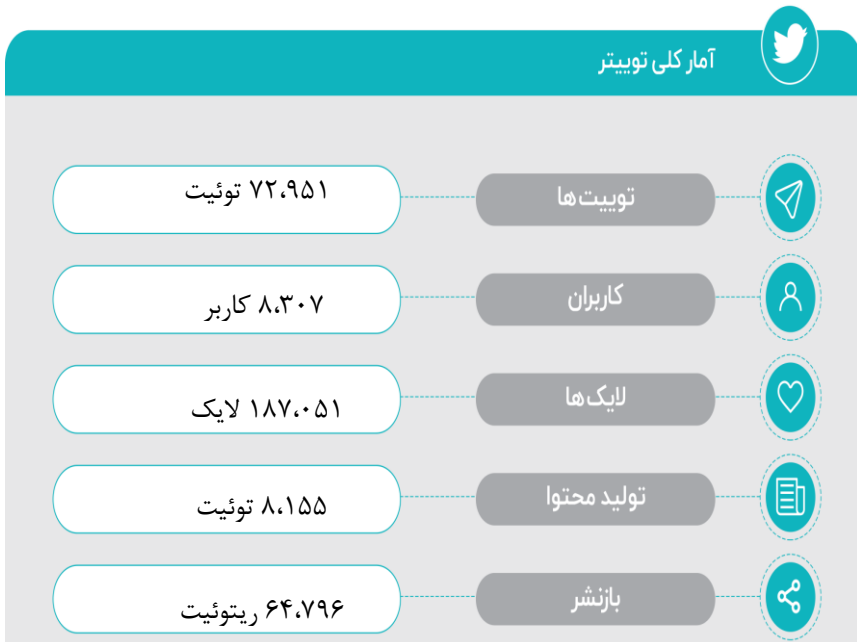 آمار کلی توییتر
توییت‌ها
۷۲،۹۵۱ توئیت
کاربران
۸،۳۰۷ کاربر
لایک‌ها
۱۸۷،۰۵۱ لایک
تولید محتوا
۸،۱۵۵ توئیت
بازنشر
۶۴،۷۹۶ ریتوئیت